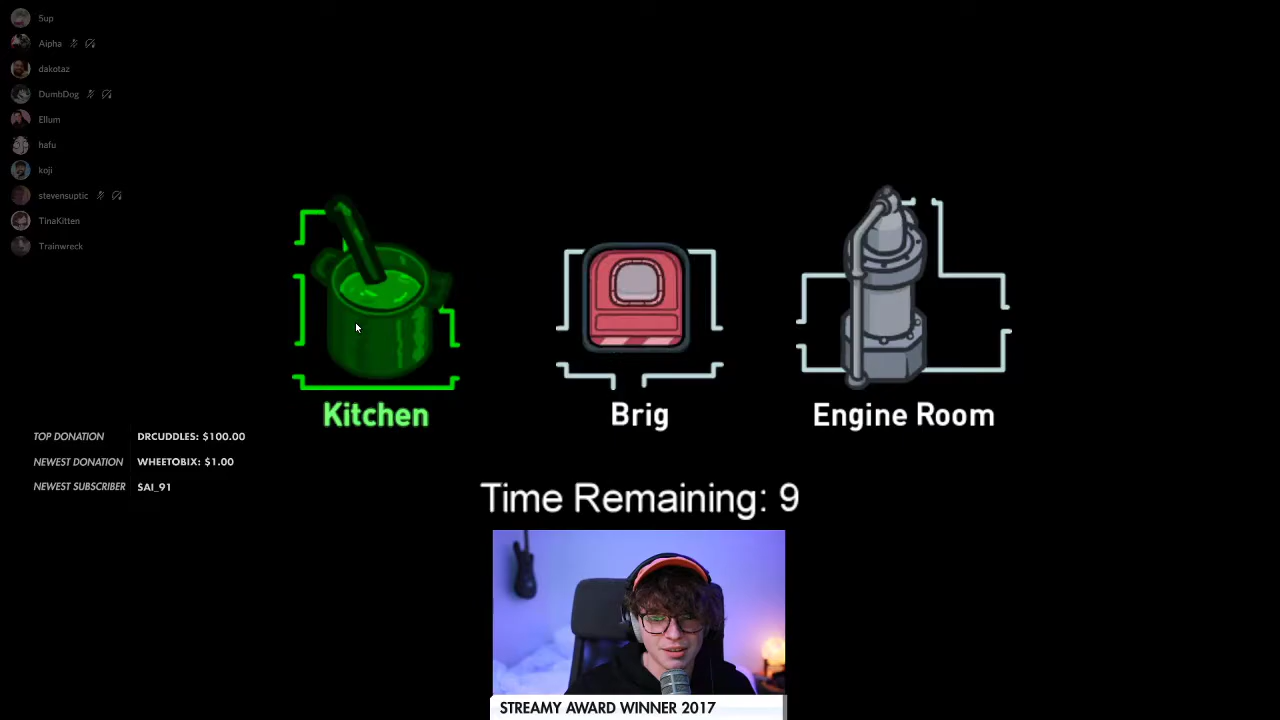 Sup
Aipha
dakotaz
DumbDog
Ellum
hafu
koji
stevensuptic
TinaKitten
Trainwreck
Kitchen
Brig
Engine Room
TOP DONATION DRCUDDLES: $100.00
NEWEST DONATION WHEETOBIX: $1.00
NEWEST SUBSCRIBER SAI_91
Time Remaining: 9
STREAMY AWARD WINNER 2017